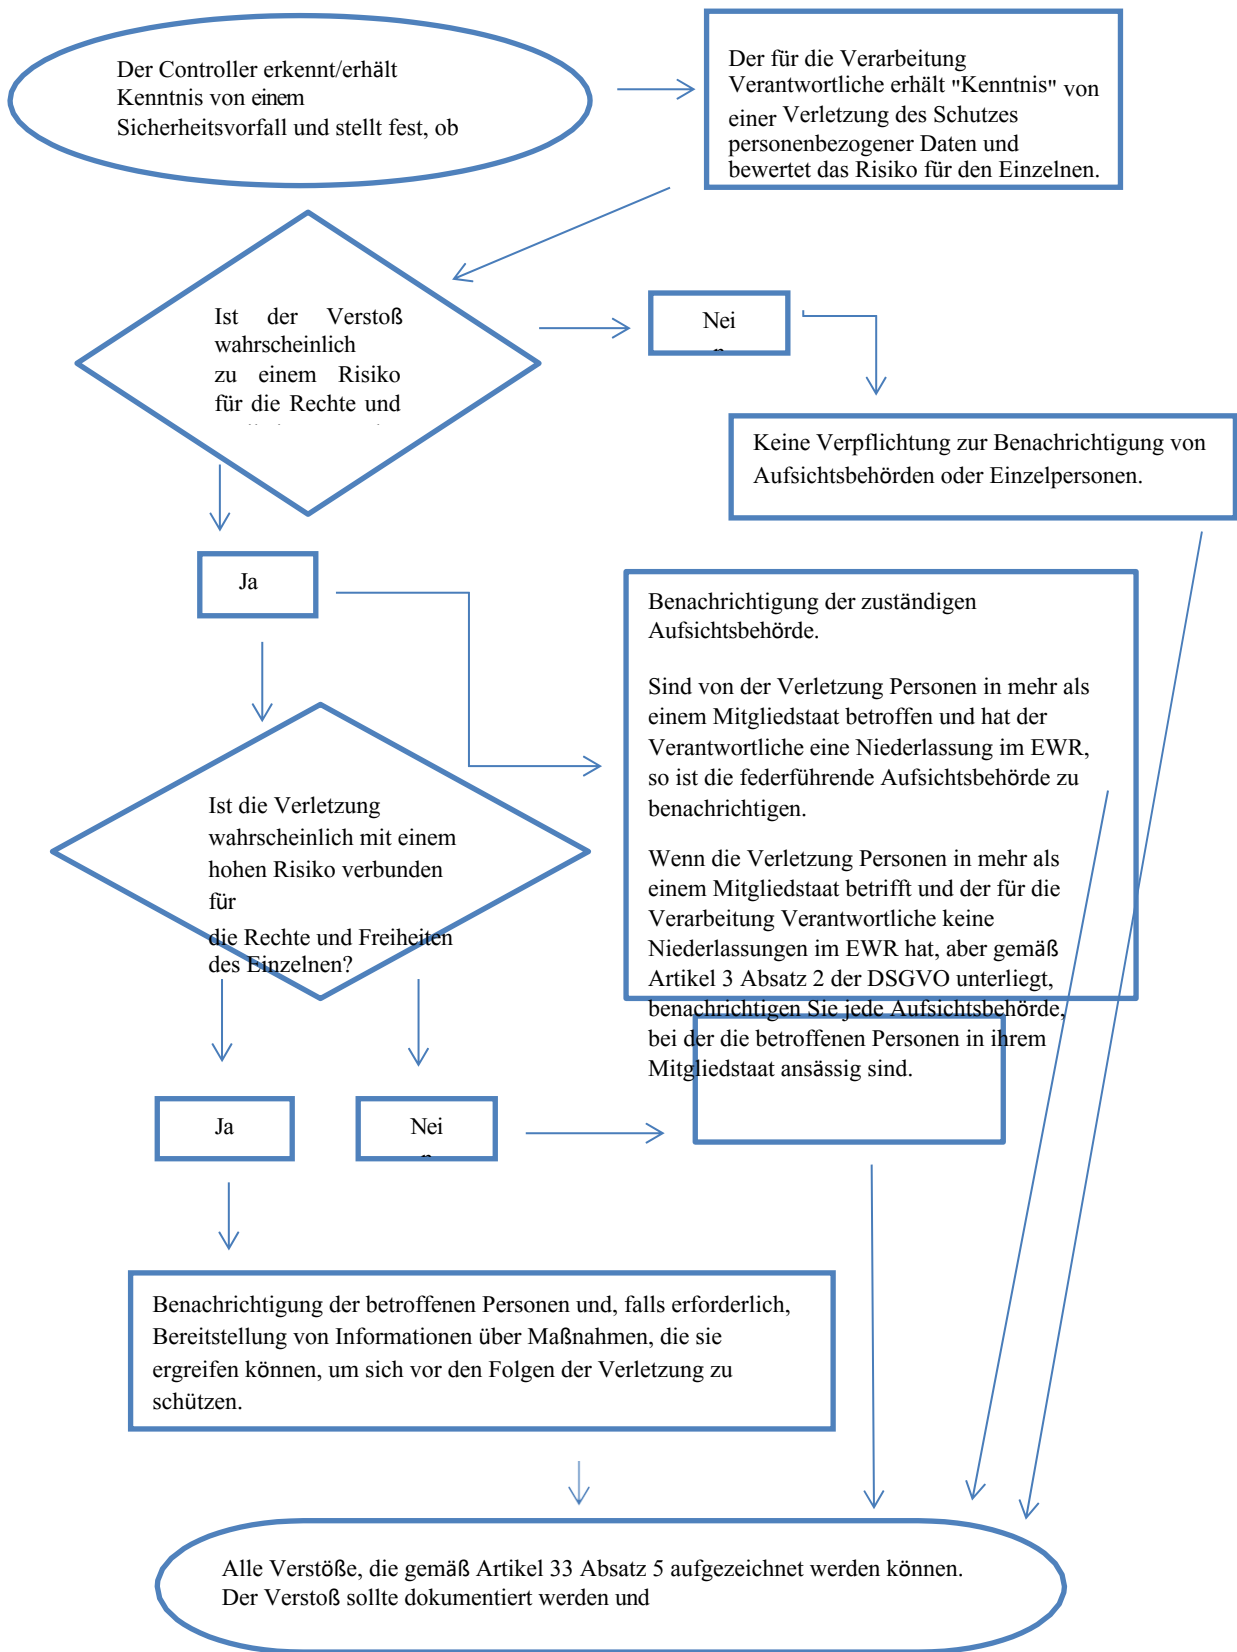 Der Controller erkennt/erhält
Kenntnis von einem
Sicherheitsvorfall und stellt fest, ob
Der für die Verarbeitung
Verantwortliche erhält "Kenntnis" von
einer Verletzung des Schutzes
personenbezogener Daten und
bewertet das Risiko für den Einzelnen.
Ist der Verstoß
wahrscheinlich
zu einem Risiko
für die Rechte und
Nei
Keine Verpflichtung zur Benachrichtigung von
Aufsichtsbehörden oder Einzelpersonen.
Ja
Benachrichtigung der zuständigen
Aufsichtsbehörde.
Sind von der Verletzung Personen in mehr als
einem Mitgliedstaat betroffen und hat der
Verantwortliche eine Niederlassung im EWR,
so ist die federführende Aufsichtsbehörde zu
benachrichtigen.
Wenn die Verletzung Personen in mehr als
einem Mitgliedstaat betrifft und der für die
Verarbeitung Verantwortliche keine
Niederlassungen im EWR hat, aber gemäß
Artikel 3 Absatz 2 der DSGVO unterliegt,
benachrichtigen Sie jede Aufsichtsbehörde,
bei der die betroffenen Personen in ihrem
Mitgliedstaat ansässig sind.
Ist die Verletzung
wahrscheinlich mit einem
hohen Risiko verbunden
für
die Rechte und Freiheiten
des Einzelnen?
Ja
Nei
Benachrichtigung der betroffenen Personen und, falls erforderlich,
Bereitstellung von Informationen über Maßnahmen, die sie
ergreifen können, um sich vor den Folgen der Verletzung zu
schützen.
Alle Verstöße, die gemäß Artikel 33 Absatz 5 aufgezeichnet werden können.
Der Verstoß sollte dokumentiert werden und